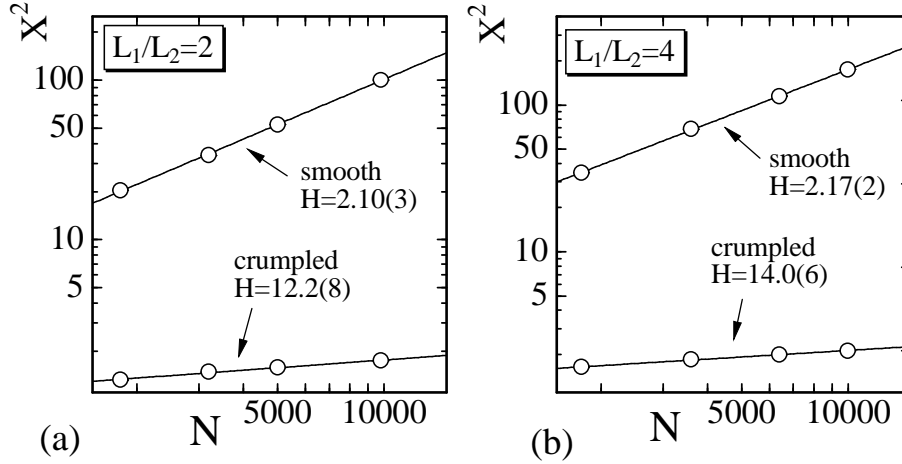 X²
L₁/L₂=2
100
50
10
5
smooth
H=2.10(3)
crumpled
H=12.2(8)
5000
10000
N
(a)
X²
L₁/L₂=4
100
50
10
5
smooth
H=2.17(2)
crumpled
H=14.0(6)
5000
10000
N
(b)